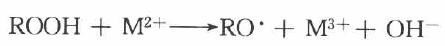 ROOH + M²⁺⟶RO· + M³⁺ + OH⁻